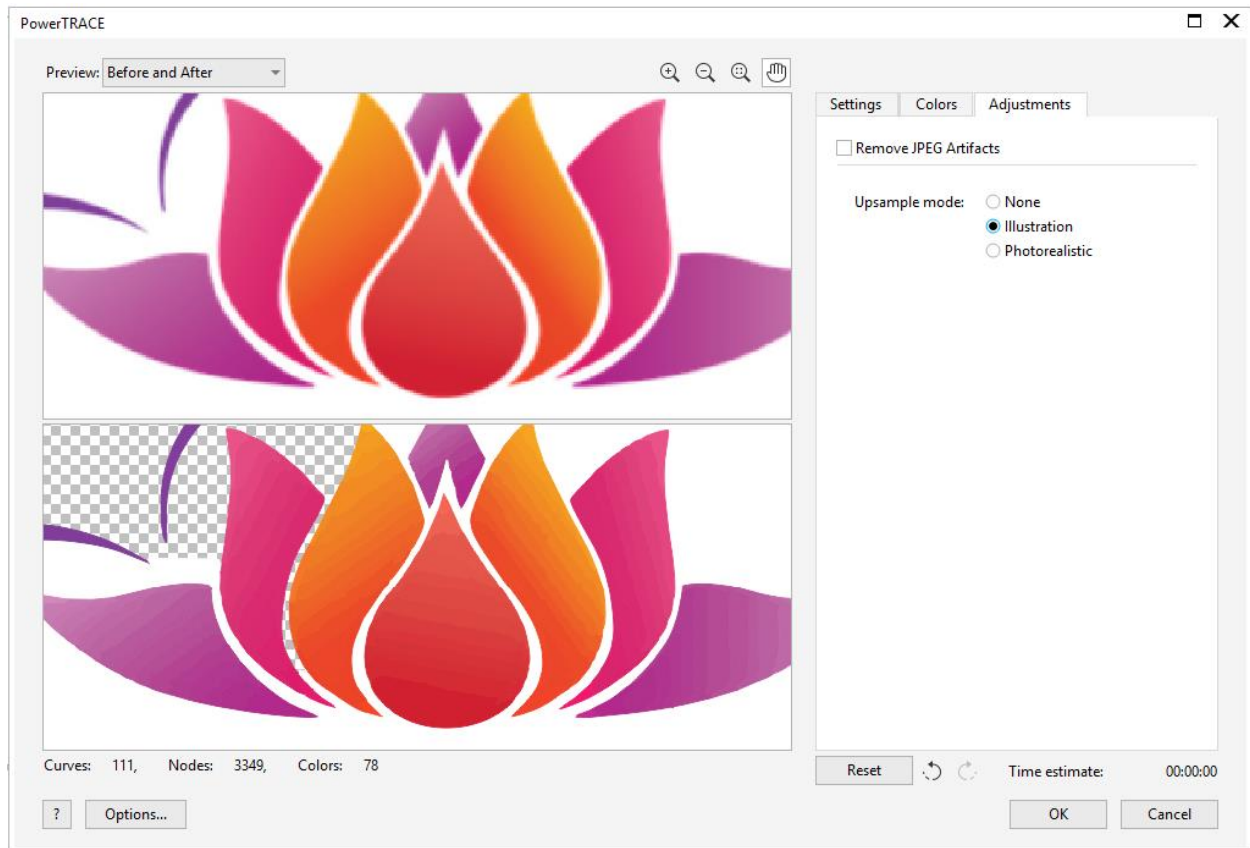 PowerTRACE
Preview: Before and After
Settings Colors Adjustments
Remove JPEG Artifacts
Upsample mode: None
Illustration
Photorealistic
Curves: 111, Nodes: 3349, Colors: 78
Reset Time estimate: 00:00:00
? Options... OK Cancel